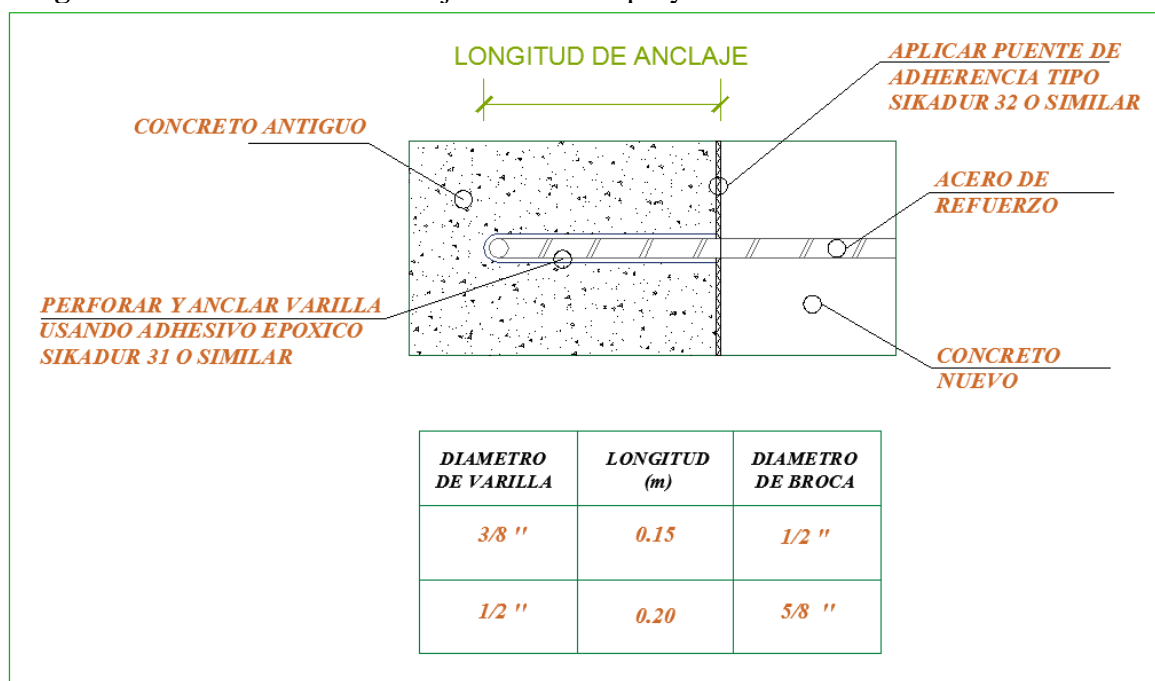 LONGITUD DE ANCLAJE
APLICAR PUENTE DE
ADHERENCIA TIPO
SIKADUR 32 O SIMILAR
CONCRETO ANTIGUO
ACERO DE
REFUERZO
PERFORAR Y ANCLAR VARILLA
USANDO ADHESIVO EPOXICO
SIKADUR 31 O SIMILAR
CONCRETO
NUEVO
DIAMETRO DE VARILLA LONGITUD (m) DIAMETRO DE BROCA
3/8 " 0.15 1/2 "
1/2 " 0.20 5/8 "